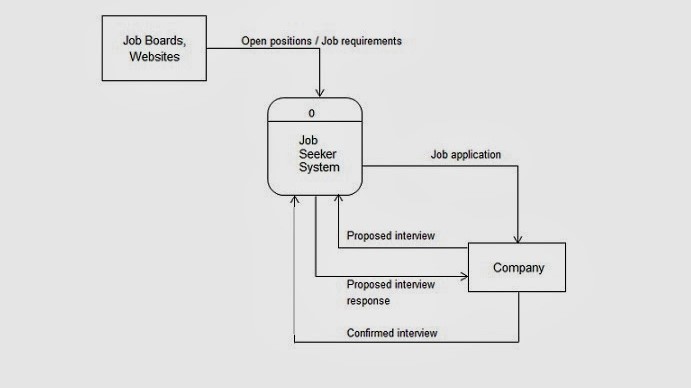 Job Boards,
Websites
Open positions / Job requirements
0
Job
Seeker
System
Job application
Proposed interview
Company
Proposed interview
response
Confirmed interview